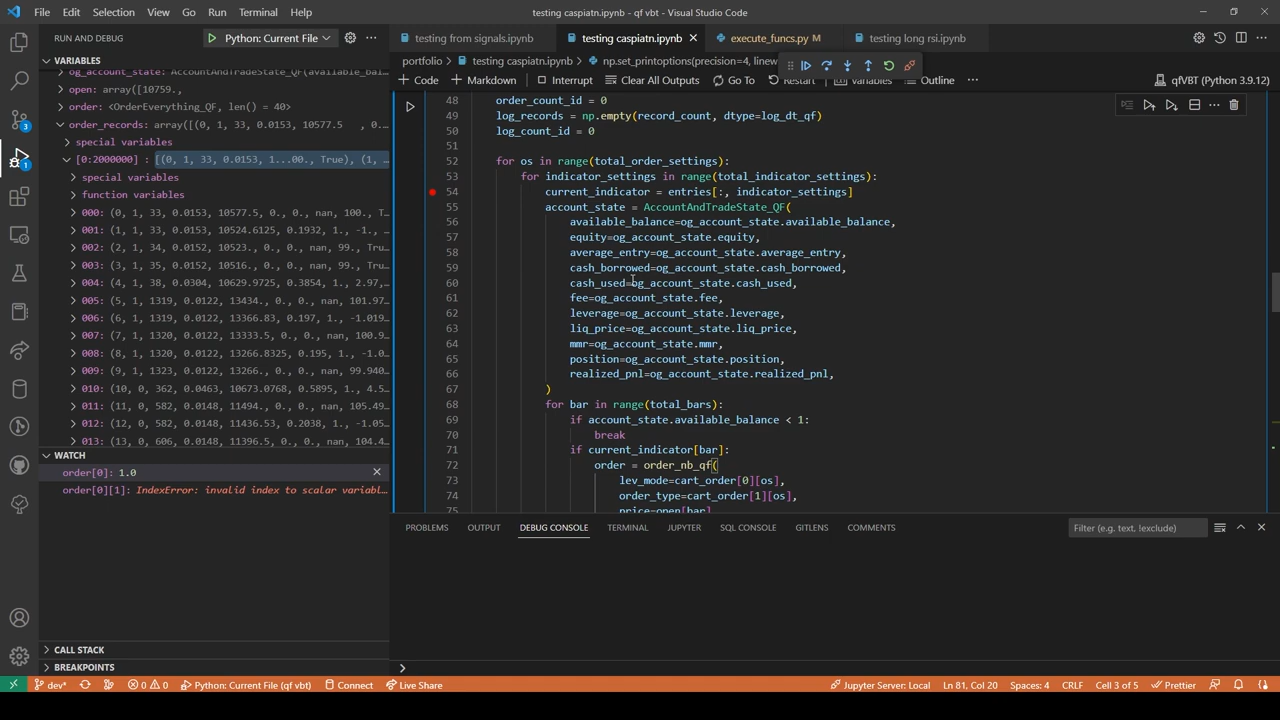 File Edit Selection View Go Run Terminal Help
testing caspiatn.ipynb - qf vbt - Visual Studio Code
RUN AND DEBUG Python: Current File
testing from signals.ipynb testing caspiatn.ipynb execute_funcs.py M testing long rsi.ipynb
portfolio > testing caspiatn.ipynb > np.set_printoptions(precision=4, linew
+ Code + Markdown Interrupt Clear All Outputs Go To Restart Variables Outline ... qfVBT (Python 3.9.12)
VARIABLES
og_account_state: AccountAndTradeState_QF(available_bal…
open: array([10759.,
order: <OrderEverything_QF, len() = 40>
order_records: array([(0, 1, 33, 0.0153, 10577.5   , 0.…
special variables
[0:2000000] : [(0, 1, 33, 0.0153, 1...00., True), (1, …
special variables
function variables
000: (0, 1, 33, 0.0153, 10577.5, 0., 0., nan, 100., T…
001: (1, 1, 33, 0.0153, 10524.6125, 0.1932, 1., -0.…
002: (2, 1, 34, 0.0152, 10523., 0., 0., nan, 99., Tru…
003: (3, 1, 35, 0.0152, 10516., 0., 0., nan, 99., Tru…
004: (4, 1, 38, 0.0304, 10629.9725, 0.3854, 1., 2.97,…
005: (5, 1, 1319, 0.0122, 13434., 0., 0., nan, 101.97…
006: (6, 1, 1319, 0.0122, 13366.83, 0.197, 1., -1.019…
007: (7, 1, 1320, 0.0122, 13333.5, 0., 0., nan, 100.9…
008: (8, 1, 1320, 0.0122, 13266.8325, 0.195, 1., -1.0…
009: (9, 1, 1323, 0.0122, 13266., 0., 0., nan, 99.940…
010: (10, 0, 362, 0.0463, 10673.0768, 0.5895, 1., 4.5…
011: (11, 0, 582, 0.0148, 11494., 0., 0., nan, 105.49…
012: (12, 0, 582, 0.0148, 11436.53, 0.2038, 1., -1.05…
013: (13, 0, 606, 0.0148, 11396.5, 0., 0., nan, 104.4…
WATCH
order[0]: 1.0
order[0][1]: IndexError: invalid index to scalar variabl…
CALL STACK
BREAKPOINTS
48 order_count_id = 0
49 log_records = np.empty(record_count, dtype=log_dt_qf)
50 log_count_id = 0
51
52 for os in range(total_order_settings):
53 for indicator_settings in range(total_indicator_settings):
54 current_indicator = entries[:, indicator_settings]
55 account_state = AccountAndTradeState_QF(
56 available_balance=og_account_state.available_balance,
57 equity=og_account_state.equity,
58 average_entry=og_account_state.average_entry,
59 cash_borrowed=og_account_state.cash_borrowed,
60 cash_used=og_account_state.cash_used,
61 fee=og_account_state.fee,
62 leverage=og_account_state.leverage,
63 liq_price=og_account_state.liq_price,
64 mmr=og_account_state.mmr,
65 position=og_account_state.position,
66 realized_pnl=og_account_state.realized_pnl,
67 )
68 for bar in range(total_bars):
69 if account_state.available_balance < 1:
70 break
71 if current_indicator[bar]:
72 order = order_nb_qf(
73 lev_mode=cart_order[0][os],
74 order_type=cart_order[1][os],
75 price=open[bar]
PROBLEMS OUTPUT DEBUG CONSOLE TERMINAL JUPYTER SQL CONSOLE GITLENS COMMENTS
Filter (e.g. text, !exclude)
dev* 0 0 Python: Current File (qf vbt) Connect Live Share Jupyter Server: Local Ln 81, Col 20 Spaces: 4 CRLF Cell 3 of 5 Prettier